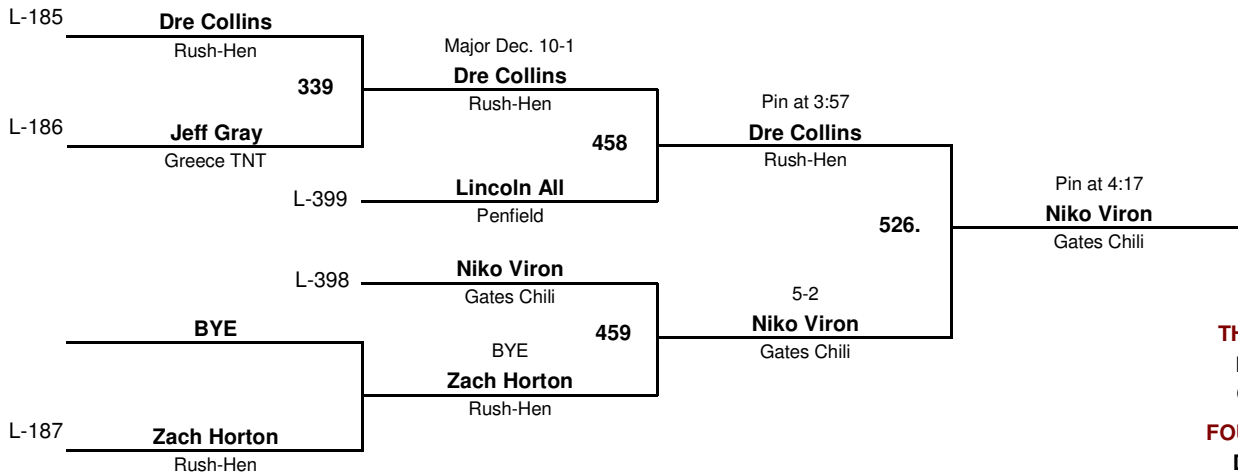 L-185
Dre Collins
Rush-Hen
Major Dec. 10-1
339
Dre Collins
Rush-Hen
Pin at 3:57
L-186
Jeff Gray
Greece TNT
458
Dre Collins
Rush-Hen
L-399
Lincoln All
Penfield
Pin at 4:17
526.
Niko Viron
Gates Chili
L-398
Niko Viron
Gates Chili
5-2
BYE
459
Niko Viron
Gates Chili
BYE
Zach Horton
Rush-Hen
L-187
Zach Horton
Rush-Hen
TH
FOU